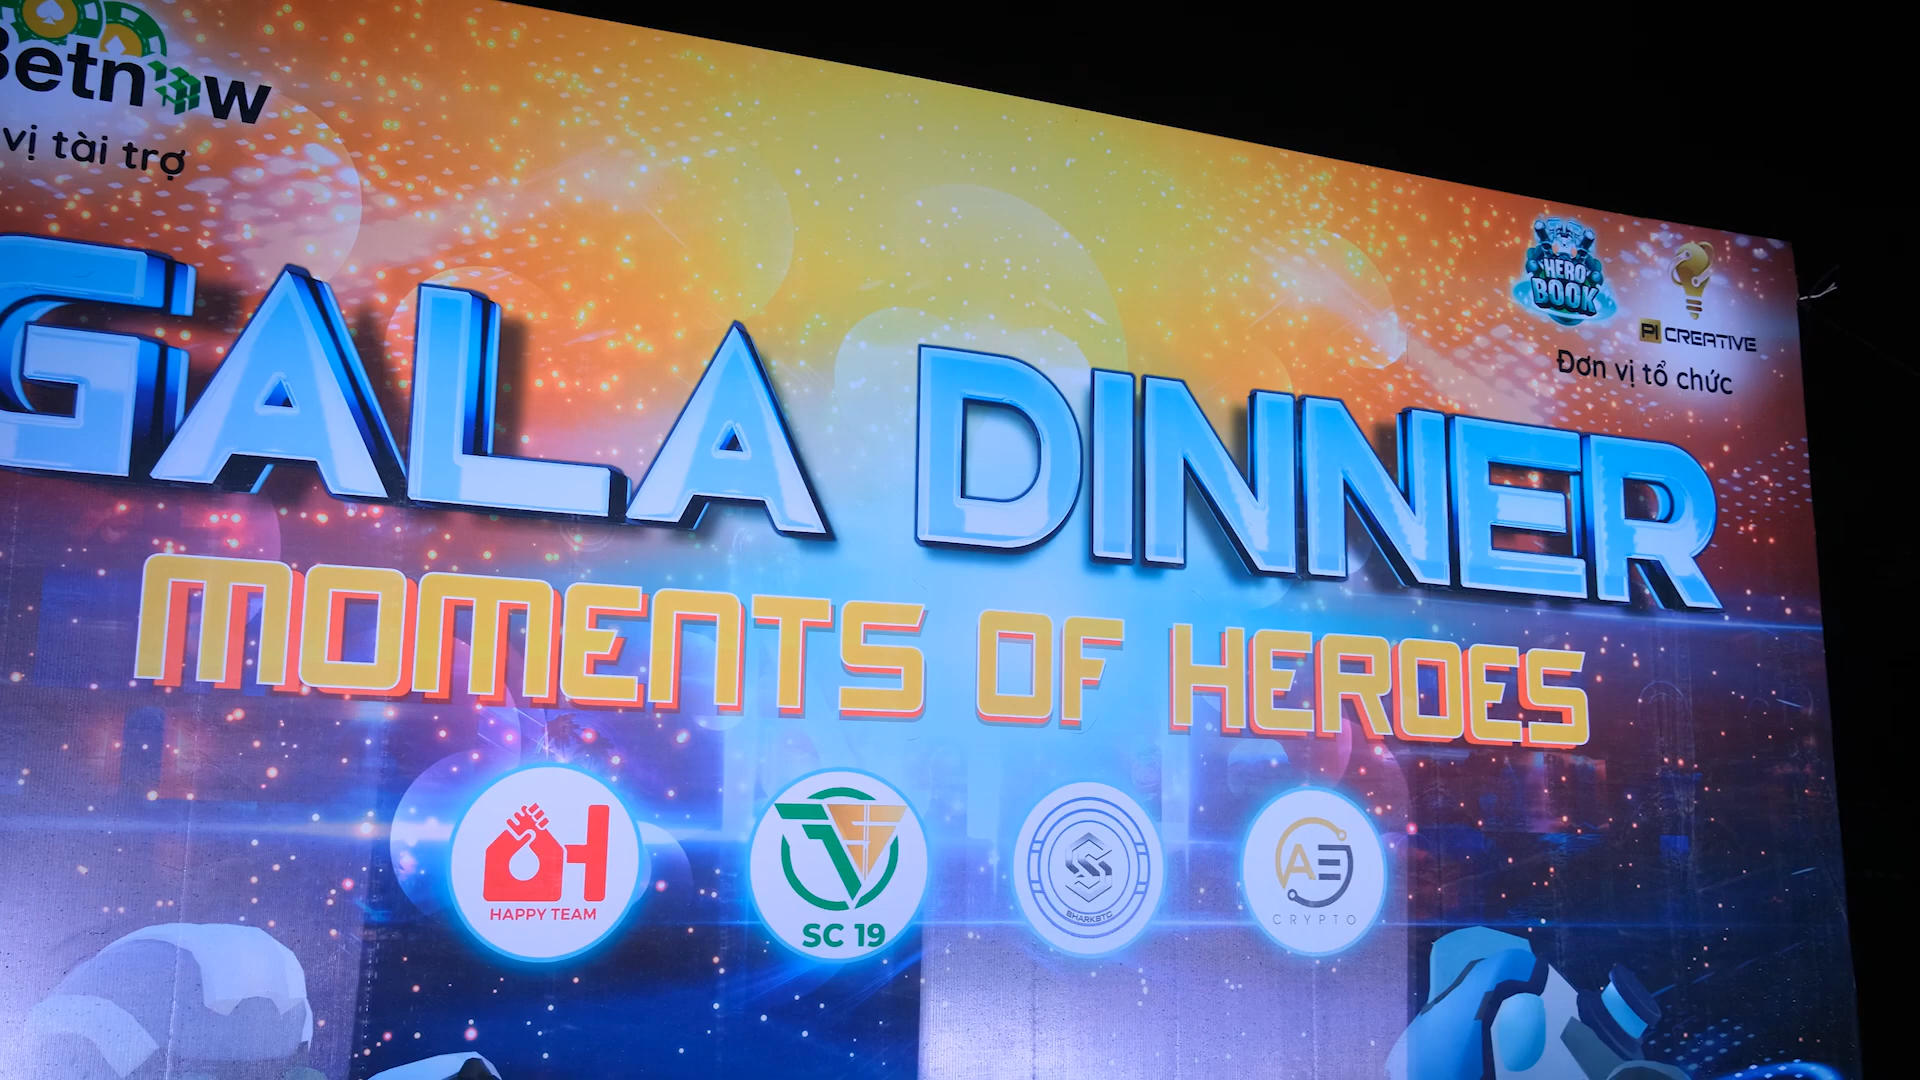 Betnow
vị tài trợ
HERO
BOOK
PI CREATIVE
Đơn vị tổ chức
GALA DINNER
MOMENTS OF HEROES
HAPPY TEAM
SC 19
SHARKBTC
AE
CRYPTO